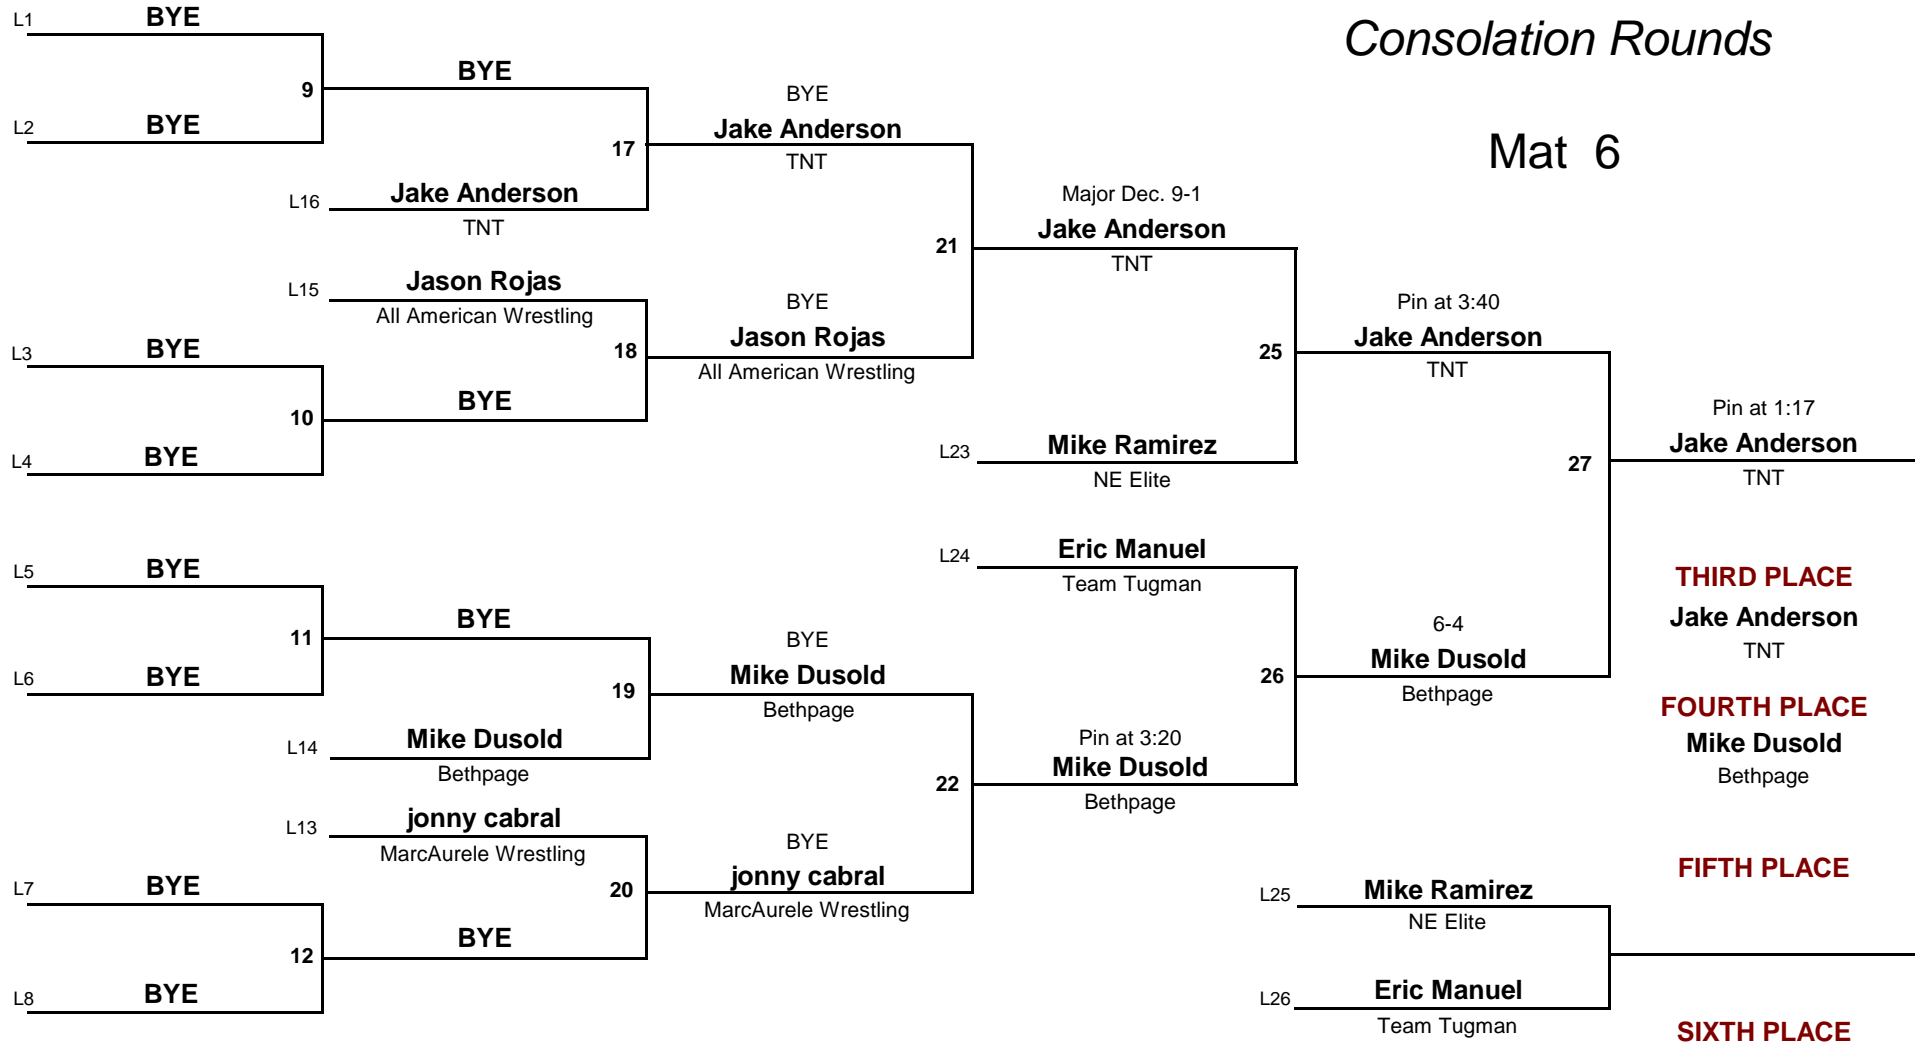 Consolation Rounds
Mat 6
L1 BYE
9
L2 BYE
BYE
17
L16 Jake Anderson
TNT
BYE
Jake Anderson
TNT
L15 Jason Rojas
All American Wrestling
18
L3 BYE
10
L4 BYE
BYE
BYE
Jason Rojas
All American Wrestling
21
Major Dec. 9-1
Jake Anderson
TNT
25
L23 Mike Ramirez
NE Elite
Pin at 3:40
Jake Anderson
TNT
27
Pin at 1:17
Jake Anderson
TNT
L5 BYE
11
L6 BYE
BYE
19
L14 Mike Dusold
Bethpage
BYE
Mike Dusold
Bethpage
22
L13 jonny cabral
MarcAurele Wrestling
20
L7 BYE
12
L8 BYE
BYE
BYE
jonny cabral
MarcAurele Wrestling
L24 Eric Manuel
Team Tugman
26
Pin at 3:20
Mike Dusold
Bethpage
6-4
Mike Dusold
Bethpage
THIRD PLACE
Jake Anderson
TNT
FOURTH PLACE
Mike Dusold
Bethpage
FIFTH PLACE
L25 Mike Ramirez
NE Elite
L26 Eric Manuel
Team Tugman
SIXTH PLACE